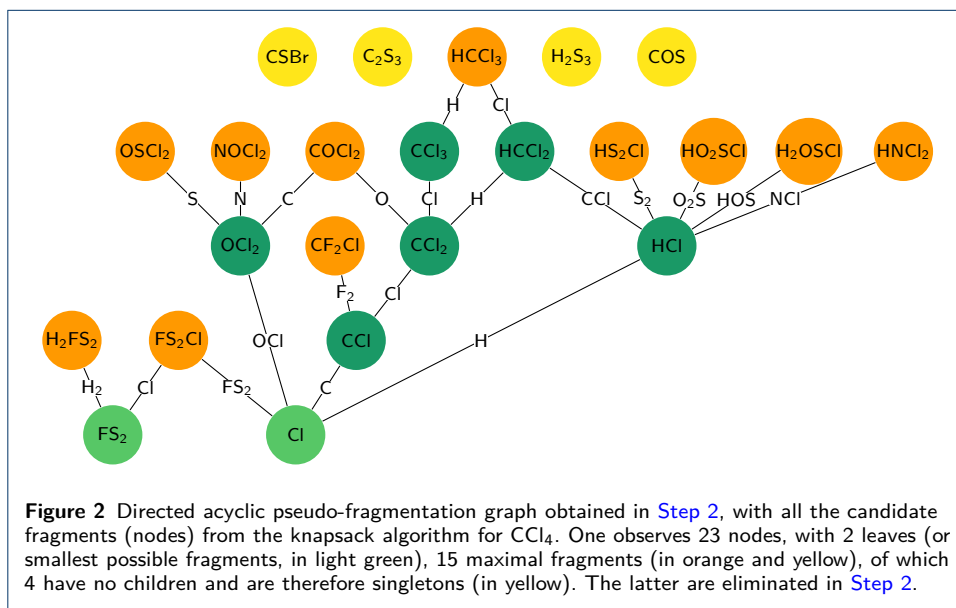 CSBr C₂S₃ HCCl₃ H₂S₃ COS
H Cl
OSCl₂ NOCl₂ COCl₂ CCl₃ HCCl₂ HS₂Cl HO₂SCl H₂OSCl HNCl₂
S N C O Cl H CCl S₂ O₂S HOS NCl
OCl₂ CF₂Cl CCl₂ HCl
F₂ Cl
H₂FS₂ FS₂Cl OCl CCl H
H₂ Cl FS₂ C
FS₂ Cl
Figure 2 Directed acyclic pseudo-fragmentation graph obtained in Step 2, with all the candidate
fragments (nodes) from the knapsack algorithm for CCl₄. One observes 23 nodes, with 2 leaves (or
smallest possible fragments, in light green), 15 maximal fragments (in orange and yellow), of which
4 have no children and are therefore singletons (in yellow). The latter are eliminated in Step 2.